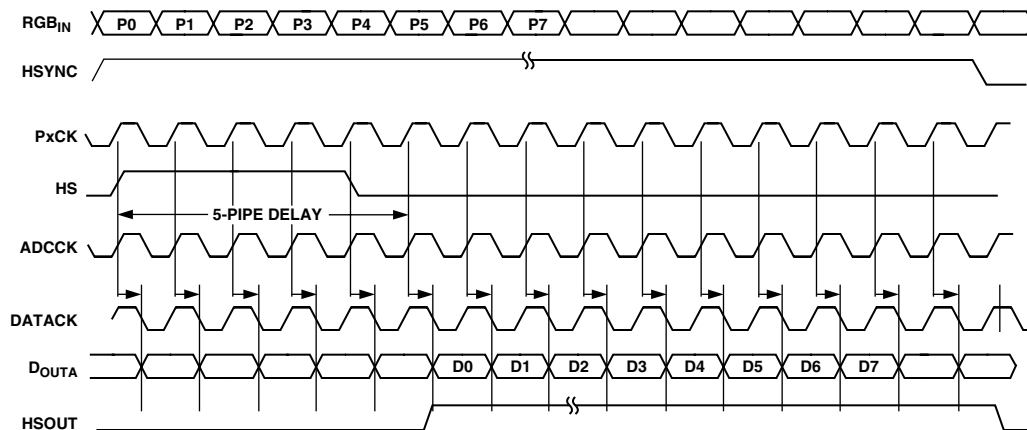 RGBIN P0 P1 P2 P3 P4 P5 P6 P7
HSYNC
PxCK
HS
5-PIPE DELAY
ADCCK
DATACK
DOUTA D0 D1 D2 D3 D4 D5 D6 D7
HSOUT